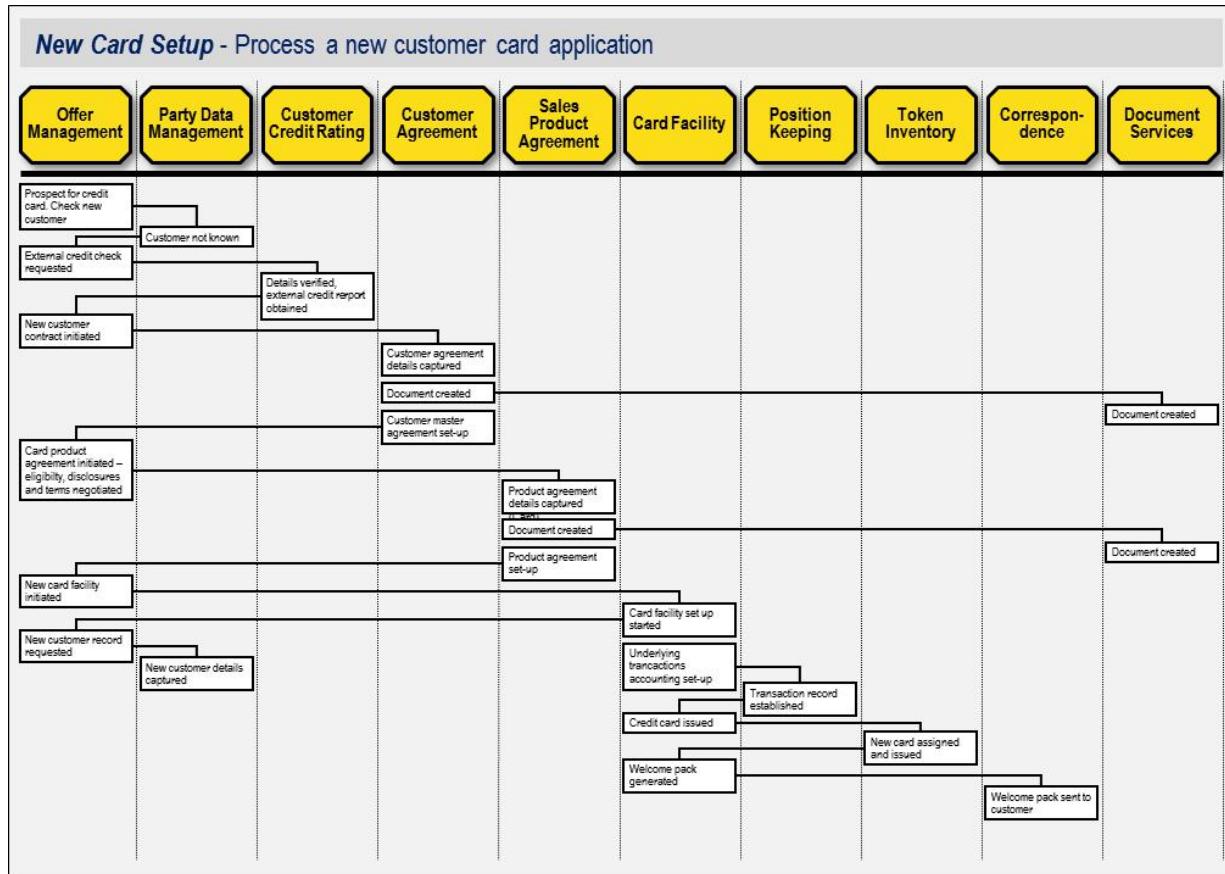 New Card Setup - Process a new customer card application
Offer
Management
Party Data
Management
Customer
Credit Rating
Customer
Agreement
Sales
Product
Agreement
Card Facility
Position
Keeping
Token
Inventory
Correspon-
dence
Document
Services
Prospect for credit
card. Check new
customer
Customer not known
External credit check
requested
Details verified,
external credit rerport
obtained
New customer
contract initiated
Customer agreement
details captured
Document created
Document created
Customer master
agreement set-up
Card product
agreement initiated –
eligibilty, disclosures
and terms negotiated
Product agreement
details captured
Document created
Document created
Product agreement
set-up
New card facility
initiated
Card facility set up
started
New customer record
requested
New customer details
captured
Underlying
trancactions
accounting set-up
Transaction record
established
Credit card issued
New card assigned
and issued
Welcome pack
generated
Welcome pack sent to
customer